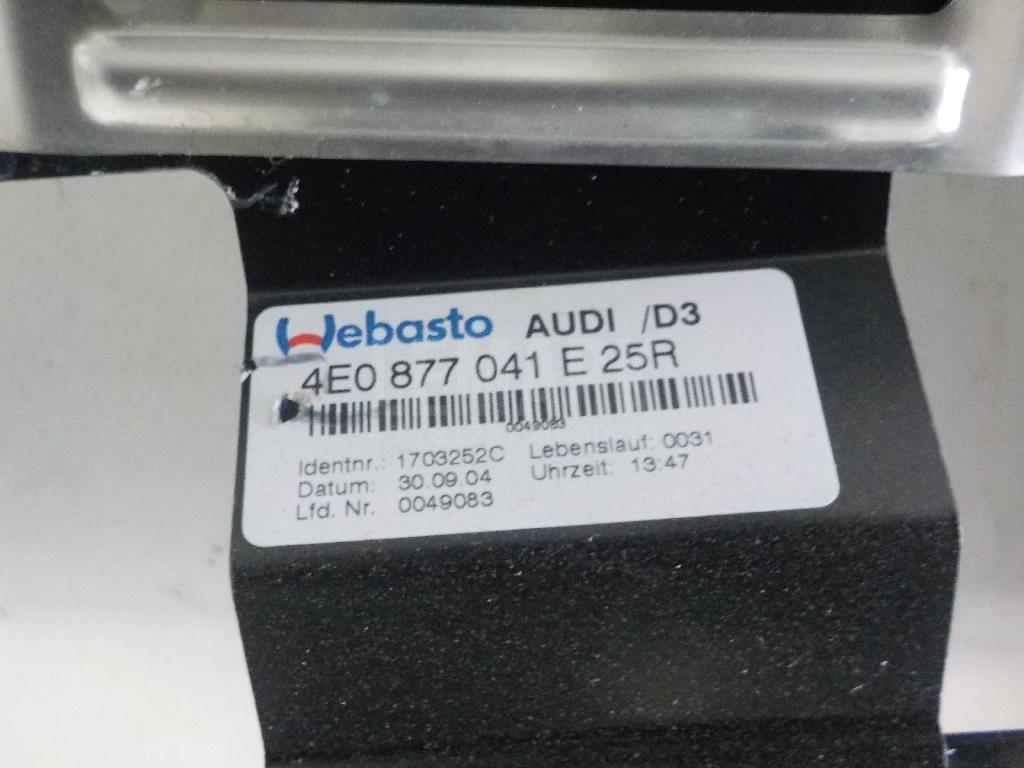 Webasto AUDI /D3
4E0 877 041 E 25R
0049083
Identnr.: 1703252C Lebenslauf: 0031
Datum: 30.09.04 Uhrzeit: 13:47
Lfd. Nr. 0049083